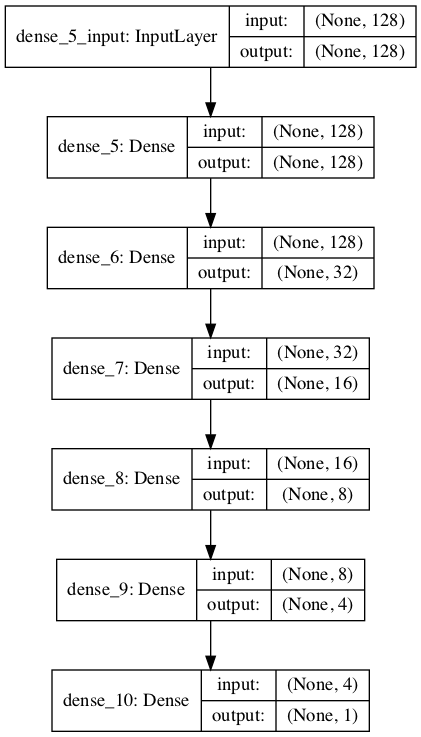 dense_5_input: InputLayer
input: (None, 128)
output: (None, 128)
dense_5: Dense
input: (None, 128)
output: (None, 128)
dense_6: Dense
input: (None, 128)
output: (None, 32)
dense_7: Dense
input: (None, 32)
output: (None, 16)
dense_8: Dense
input: (None, 16)
output: (None, 8)
dense_9: Dense
input: (None, 8)
output: (None, 4)
dense_10: Dense
input: (None, 4)
output: (None, 1)